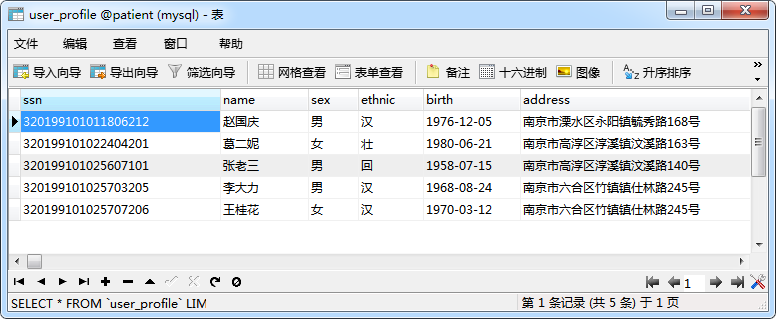 user_profile @patient (mysql) - 表
文件 编辑 查看 窗口 帮助
导入向导 导出向导 筛选向导 网格查看 表单查看 备注 十六进制 图像 升序排序
ssn name sex ethnic birth address
320199101011806212 赵国庆 男 汉 1976-12-05 南京市溧水区永阳镇毓秀路168号
320199101022404201 葛二妮 女 壮 1980-06-21 南京市高淳区淳溪镇汶溪路163号
320199101025607101 张老三 男 回 1958-07-15 南京市高淳区淳溪镇汶溪路140号
320199101025703205 李大力 男 汉 1968-08-24 南京市六合区竹镇镇仕林路245号
320199101025707206 王桂花 女 汉 1970-03-12 南京市六合区竹镇镇仕林路245号
1
SELECT * FROM `user_profile` LIM 第 1 条记录 (共 5 条) 于 1 页